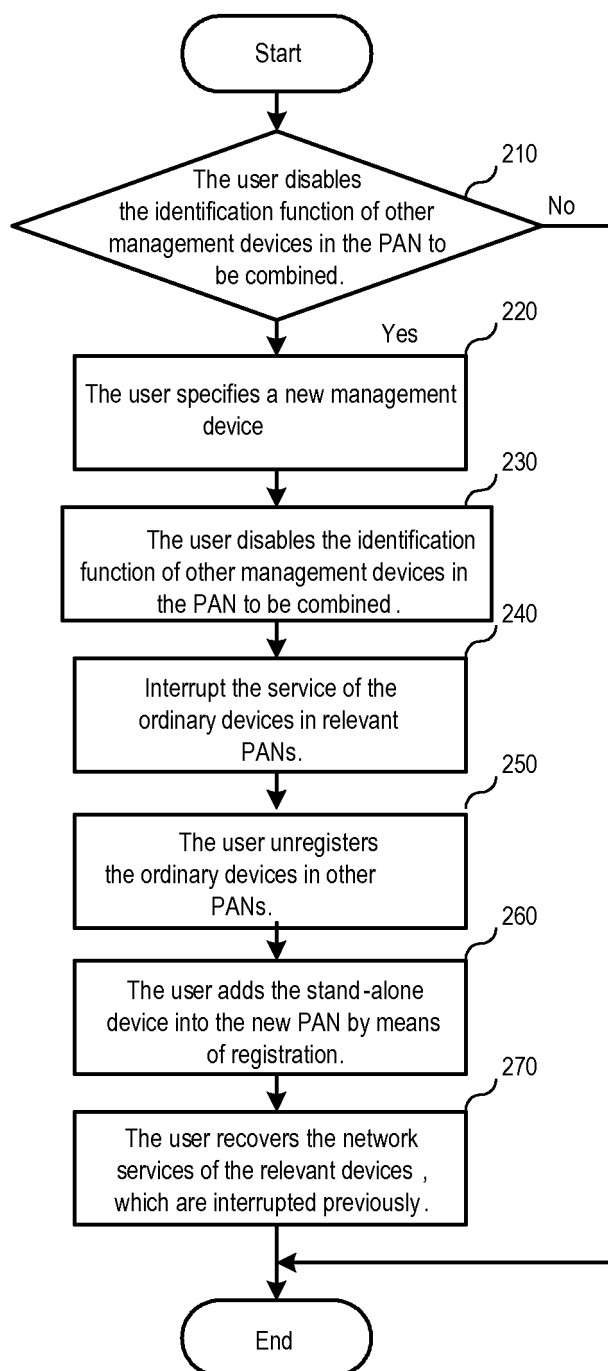 Start
210
The user disables
the identification function of other
management devices in the PAN to
be combined.
No
Yes
220
The user specifies a new management
device
230
The user disables the identification
function of other management devices in
the PAN to be combined .
240
Interrupt the service of the
ordinary devices in relevant
PANs.
250
The user unregisters
the ordinary devices in other
PANs.
260
The user adds the stand-alone
device into the new PAN by means
of registration.
270
The user recovers the network
services of the relevant devices ,
which are interrupted previously .
End